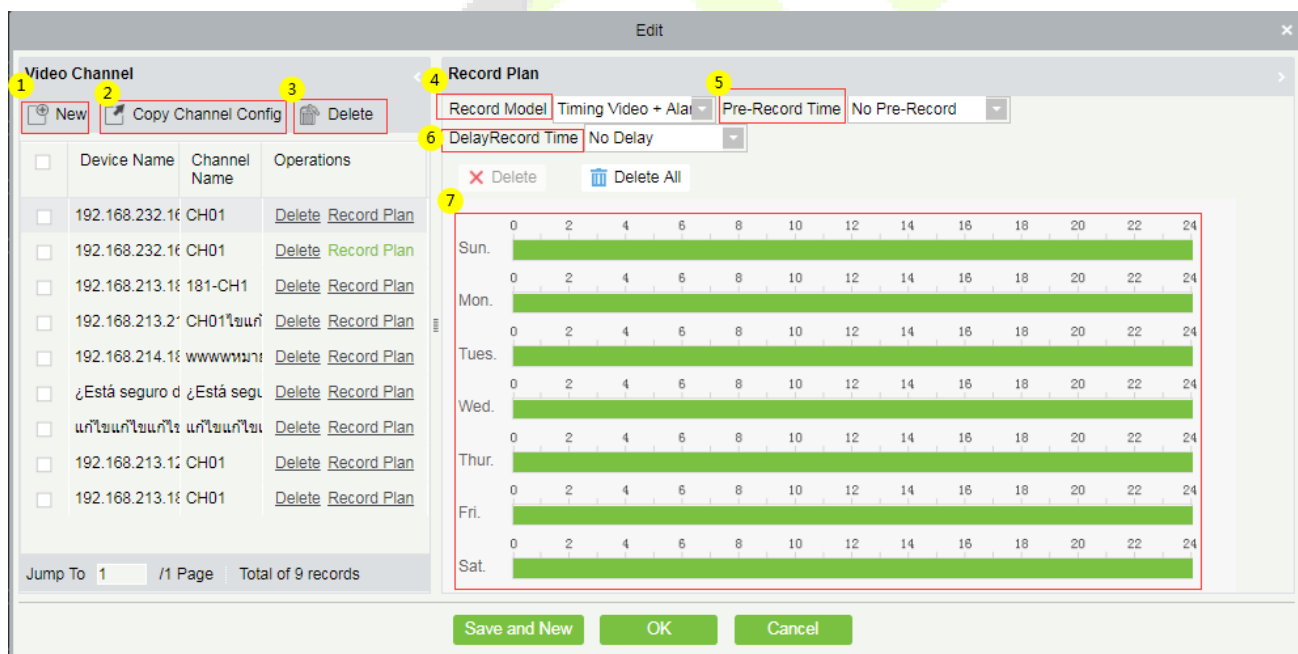 Edit
Video Channel
Record Plan
1
2
3
4
5
New
Copy Channel Config
Delete
Record Model
Timing Video + Alar
Pre-Record Time
No Pre-Record
6
DelayRecord Time
No Delay
Device Name
Channel Name
Operations
Delete
Delete All
7
192.168.232.16 CH01 Delete Record Plan
192.168.232.16 CH01 Delete Record Plan
192.168.213.18 181-CH1 Delete Record Plan
192.168.213.21 CH01ไขแก้ Delete Record Plan
192.168.214.18 wwwwหมาย Delete Record Plan
¿Está seguro d ¿Está segu Delete Record Plan
แก้ไขแก้ไขแก้ไข แก้ไขแก้ไขแ Delete Record Plan
192.168.213.12 CH01 Delete Record Plan
192.168.213.18 CH01 Delete Record Plan
Jump To 1 /1 Page Total of 9 records
0 2 4 6 8 10 12 14 16 18 20 22 24
Sun.
0 2 4 6 8 10 12 14 16 18 20 22 24
Mon.
0 2 4 6 8 10 12 14 16 18 20 22 24
Tues.
0 2 4 6 8 10 12 14 16 18 20 22 24
Wed.
0 2 4 6 8 10 12 14 16 18 20 22 24
Thur.
0 2 4 6 8 10 12 14 16 18 20 22 24
Fri.
0 2 4 6 8 10 12 14 16 18 20 22 24
Sat.
Save and New
OK
Cancel